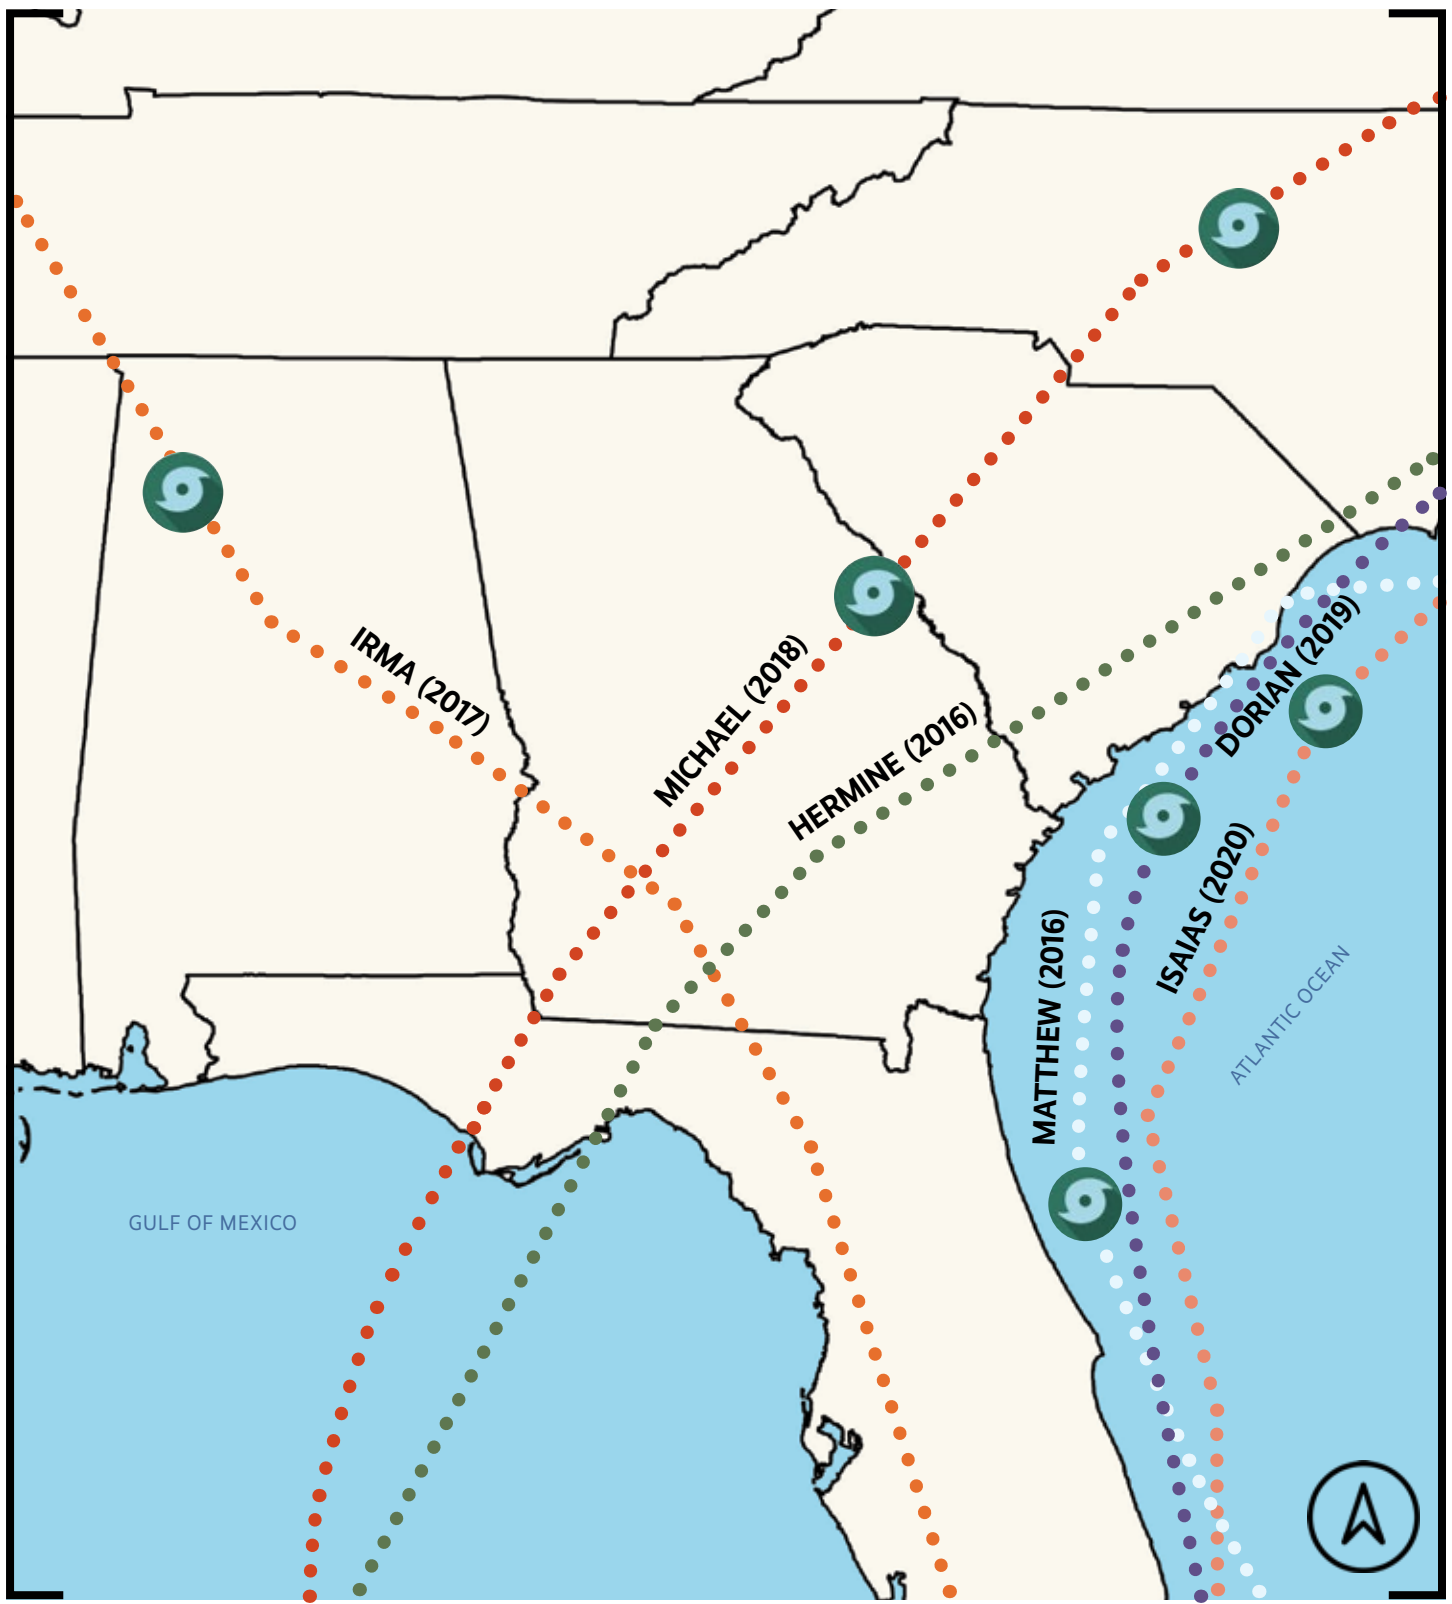 IRMA (2017)
MICHAEL (2018)
HERMINE (2016)
DORIAN (2019)
ISAIAS (2020)
MATTHEW (2016)
ATLANTIC OCEAN
GULF OF MEXICO